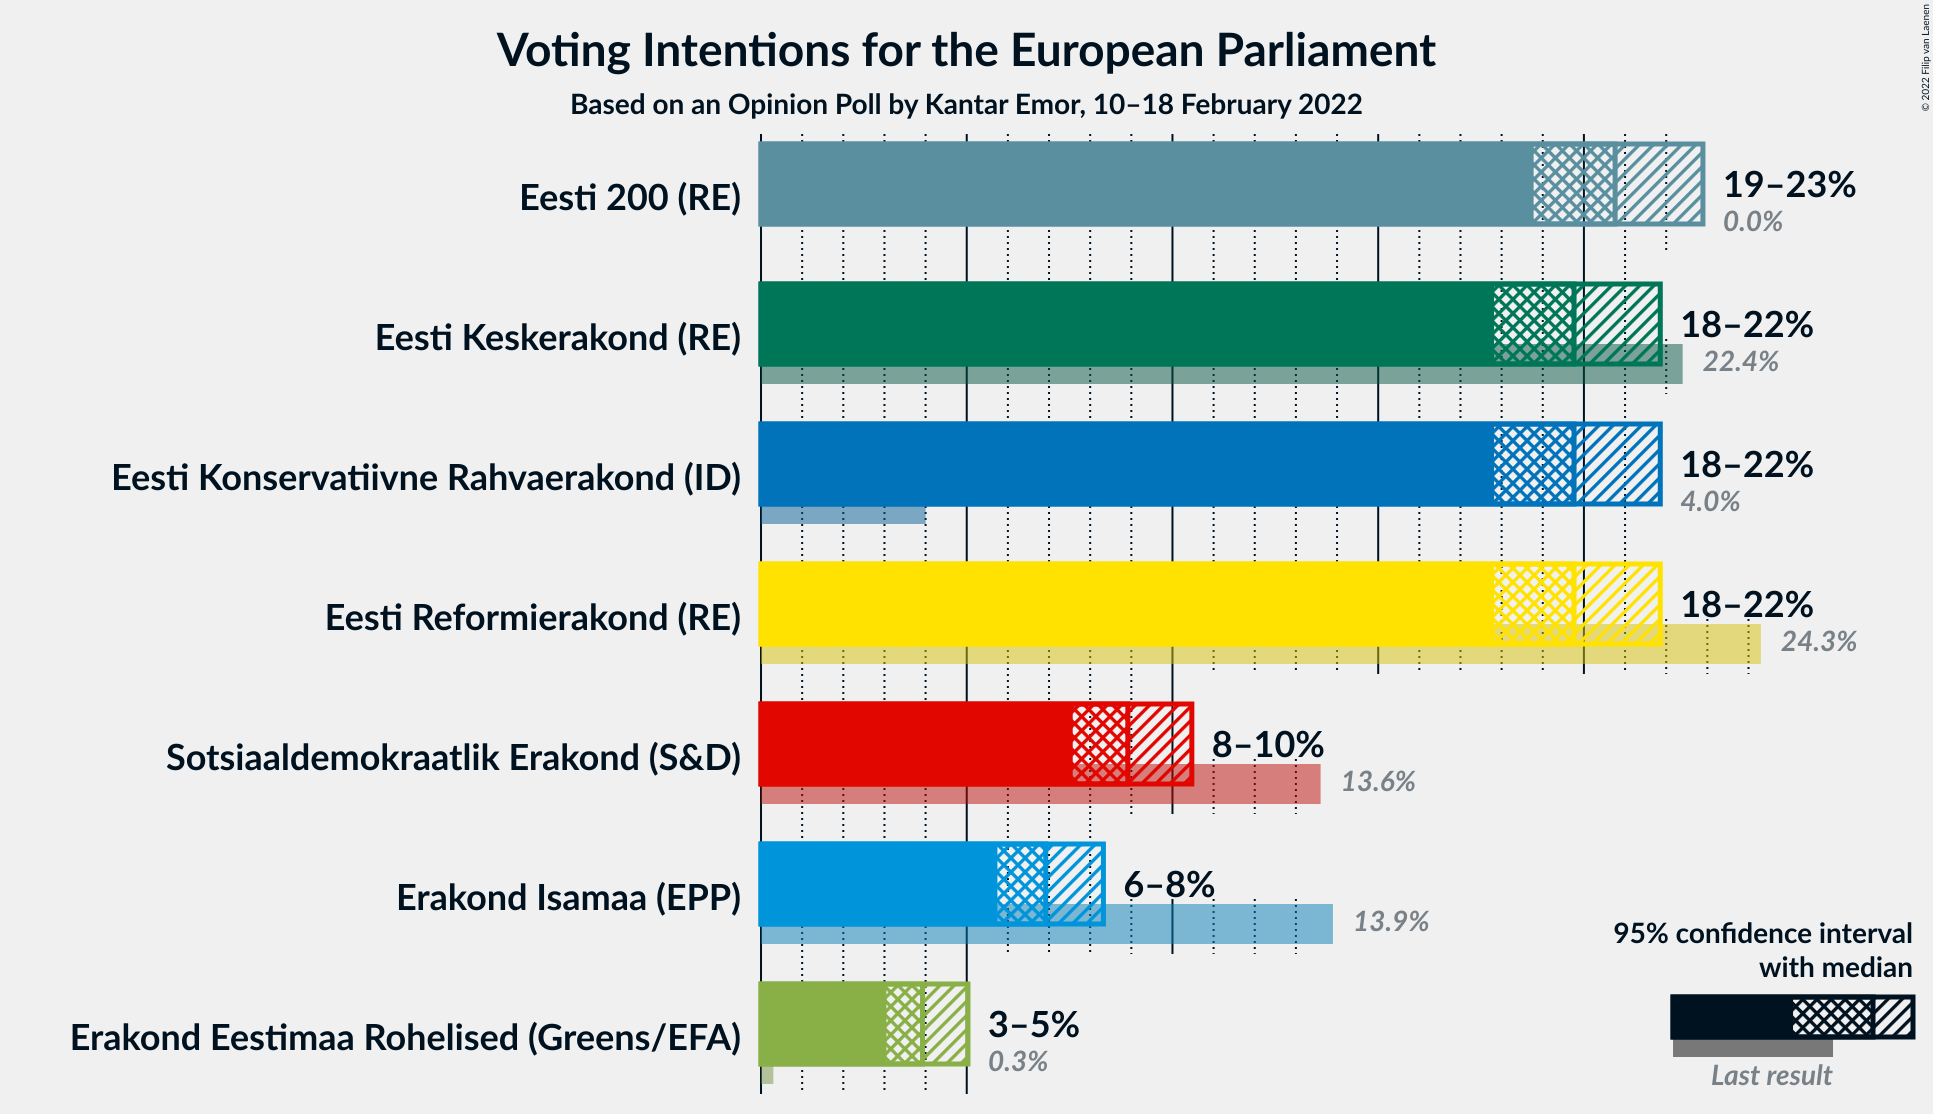 Voting Intentions for the European Parliament
Based on an Opinion Poll by Kantar Emor, 10–18 February 2022
© 2022 Filip van Laenen
Eesti 200 (RE)
19–23%
0.0%
Eesti Keskerakond (RE)
18–22%
22.4%
Eesti Konservatiivne Rahvaerakond (ID)
18–22%
4.0%
Eesti Reformierakond (RE)
18–22%
24.3%
Sotsiaaldemokraatlik Erakond (S&D)
8–10%
13.6%
Erakond Isamaa (EPP)
6–8%
13.9%
Erakond Eestimaa Rohelised (Greens/EFA)
3–5%
0.3%
95% confidence interval
with median
Last result